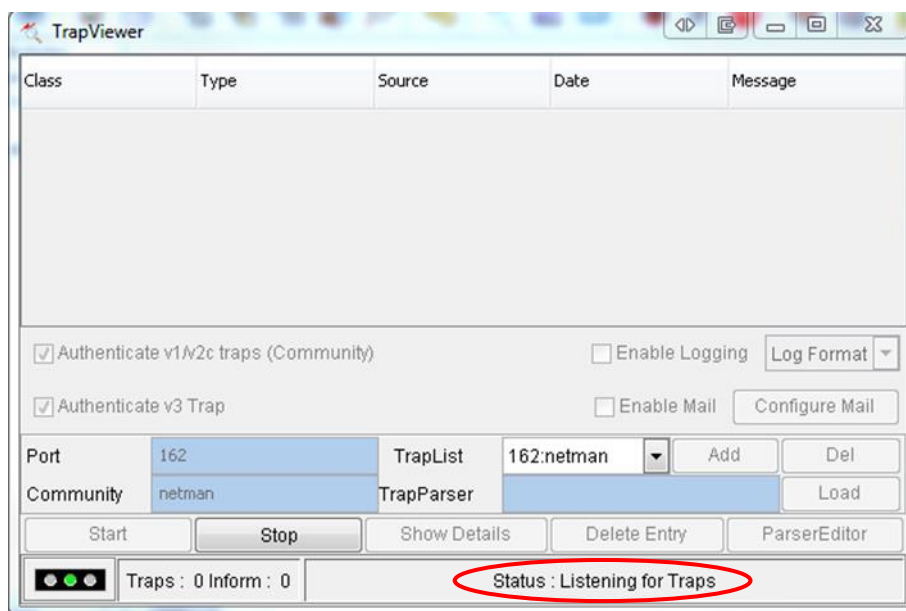 TrapViewer
Class Type Source Date Message
Authenticate v1/v2c traps (Community) Enable Logging Log Format
Authenticate v3 Trap Enable Mail Configure Mail
Port 162 TrapList 162:netman Add Del
Community netman TrapParser Load
Start Stop Show Details Delete Entry ParserEditor
Traps : 0 Inform : 0 Status : Listening for Traps